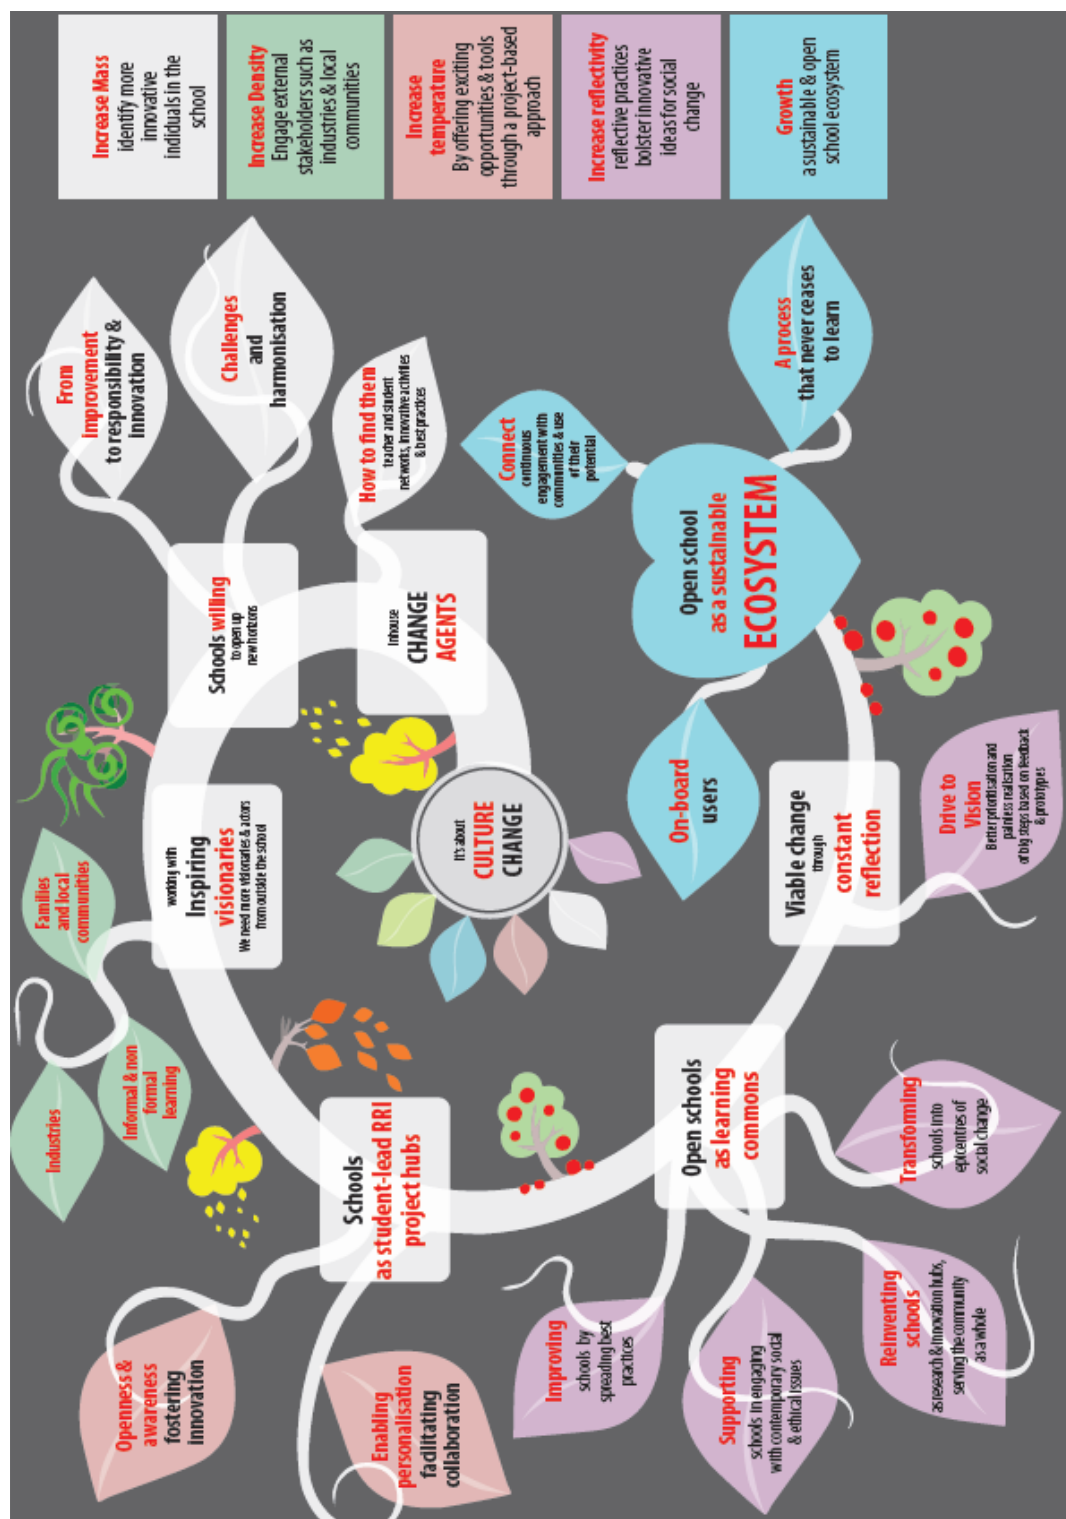 Openness &
awareness
fostering
innovation
Enabling
personalisation
facilitating
collaboration
Industries
Informal & non
formal
learning
Families
and local
communities
From
improvement
to responsibility &
innovation
Challenges
and
harmonisation
How to find them
teacher and student
networks, innovative activities
& best practices
Schools
as student-lead RRI
project hubs
working with
Inspiring
visionaries
We need more visionaries & actors
from outside the school
Schools willing
to open up
new horizons
Inhouse
CHANGE
AGENTS
It's about
CULTURE
CHANGE
Improving
schools by
spreading best
practices
Supporting
schools in engaging
with contemporary social
& ethical issues
Reinventing
schools
as research & innovation hubs,
serving the community
as a whole
Transforming
schools into
epicentres of
social change
Open schools
as learning
commons
Viable change
through
constant
reflection
Drive to
Vision
Better prioritisation and
painless realisation
of big steps based on feedback
& prototypes
On-board
users
Connect
continuous
engagement with
communities & use
of their
potential
Open school
as a sustainable
ECOSYSTEM
A process
that never ceases
to learn
Increase Mass
identify more
innovative
indiduals in the
school
Increase Density
Engage external
stakeholders such as
industries & local
communities
Increase
temperature
By offering exciting
opportunities & tools
through a project-based
approach
Increase reflectivity
reflective practices
bolster innovative
ideas for social
change
Growth
a sustainable & open
school ecosystem